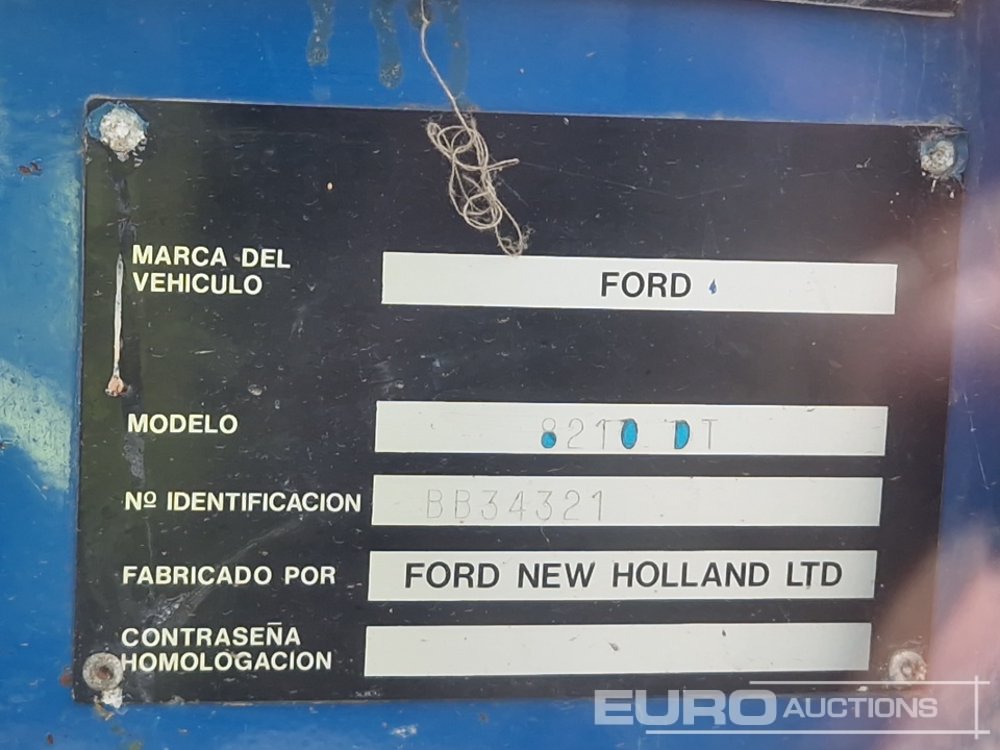 MARCA DEL
VEHICULO
FORD
MODELO
8210 DT
Nº IDENTIFICACION
BB34321
FABRICADO POR
FORD NEW HOLLAND LTD
CONTRASEÑA
HOMOLOGACION
EURO AUCTIONS